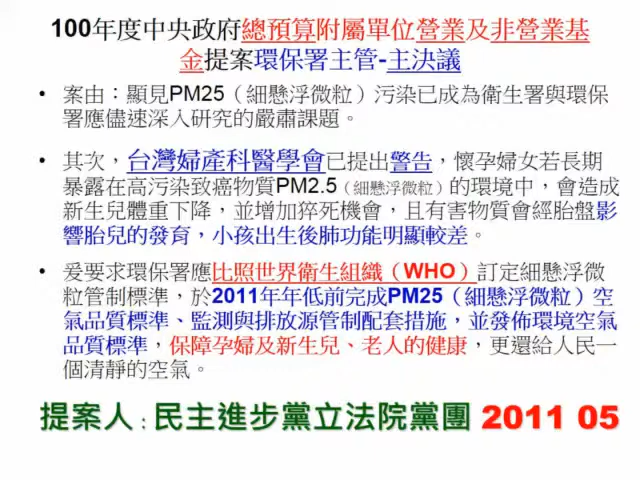 100年度中央政府總預算附屬單位營業及非營業基
金提案環保署主管-主決議
• 案由：顯見PM25（細懸浮微粒）污染已成為衛生署與環保
署應儘速深入研究的嚴肅課題。
• 其次，台灣婦產科醫學會已提出警告，懷孕婦女若長期
暴露在高污染致癌物質PM2.5（細懸浮微粒）的環境中，會造成
新生兒體重下降，並增加猝死機會，且有害物質會經胎盤影
響胎兒的發育，小孩出生後肺功能明顯較差。
• 爰要求環保署應比照世界衛生組織（WHO）訂定細懸浮微
粒管制標準，於2011年年低前完成PM25（細懸浮微粒）空
氣品質標準、監測與排放源管制配套措施，並發佈環境空氣
品質標準，保障孕婦及新生兒、老人的健康，更還給人民一
個清靜的空氣。
提案人：民主進步黨立法院黨團 2011 05